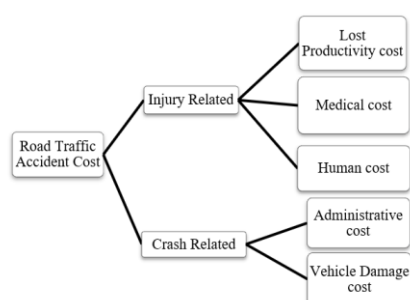 Road Traffic
Accident Cost
Injury Related
Lost
Productivity cost
Medical cost
Human cost
Crash Related
Administrative
cost
Vehicle Damage
cost